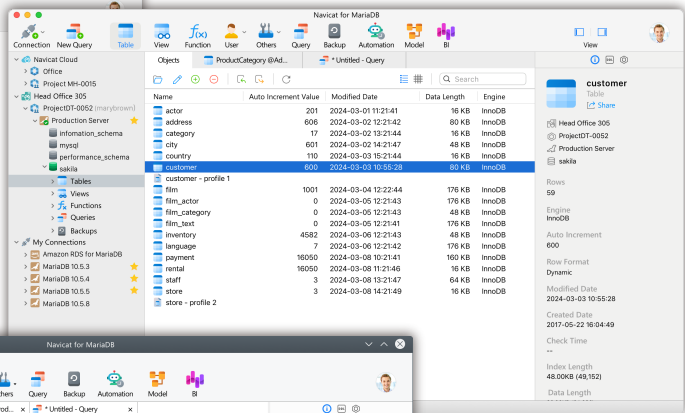 Navicat for MariaDB
Connection New Query Table View Function User Others Query Backup Automation Model BI View
Navicat Cloud
Office
Project MH-0015
Head Office 305
ProjectDT-0052 (marybrown)
Production Server
infomation_schema
mysql
performance_schema
sakila
Tables
Views
Functions
Queries
Backups
My Connections
Amazon RDS for MariaDB
MariaDB 10.5.3
MariaDB 10.5.4
MariaDB 10.5.5
MariaDB 10.5.8
Objects ProductCategory @Ad... * Untitled - Query
Search
Name Auto Increment Value Modified Date Data Length Engine
actor 201 2024-03-01 11:21:41 16 KB InnoDB
address 606 2024-03-02 12:21:42 80 KB InnoDB
category 17 2024-03-02 13:21:44 16 KB InnoDB
city 601 2024-03-02 14:21:47 48 KB InnoDB
country 110 2024-03-03 15:21:44 16 KB InnoDB
customer 600 2024-03-03 10:55:28 80 KB InnoDB
customer - profile 1
film 1001 2024-03-04 12:22:44 176 KB InnoDB
film_actor 0 2024-03-05 12:21:43 176 KB InnoDB
film_category 0 2024-03-05 12:21:43 48 KB InnoDB
film_text 0 2024-03-05 12:21:41 176 KB InnoDB
inventory 4582 2024-03-06 12:21:43 48 KB InnoDB
language 7 2024-03-06 12:21:42 176 KB InnoDB
payment 16050 2024-03-08 10:21:41 160 KB InnoDB
rental 16050 2024-03-08 11:21:46 16 KB InnoDB
staff 3 2024-03-08 13:21:47 64 KB InnoDB
store 3 2024-03-08 14:21:49 16 KB InnoDB
store - profile 2
customer
Table
Share
Head Office 305
ProjectDT-0052
Production Server
sakila
Rows
59
Engine
InnoDB
Auto Increment
600
Row Format
Dynamic
Modified Date
2024-03-03 10:55:28
Created Date
2017-05-22 16:04:49
Check Time
--
Index Length
48.00KB (49,152)
Data Length
Navicat for MariaDB
hers Query Backup Automation Model BI
rod... * Untitled - Query